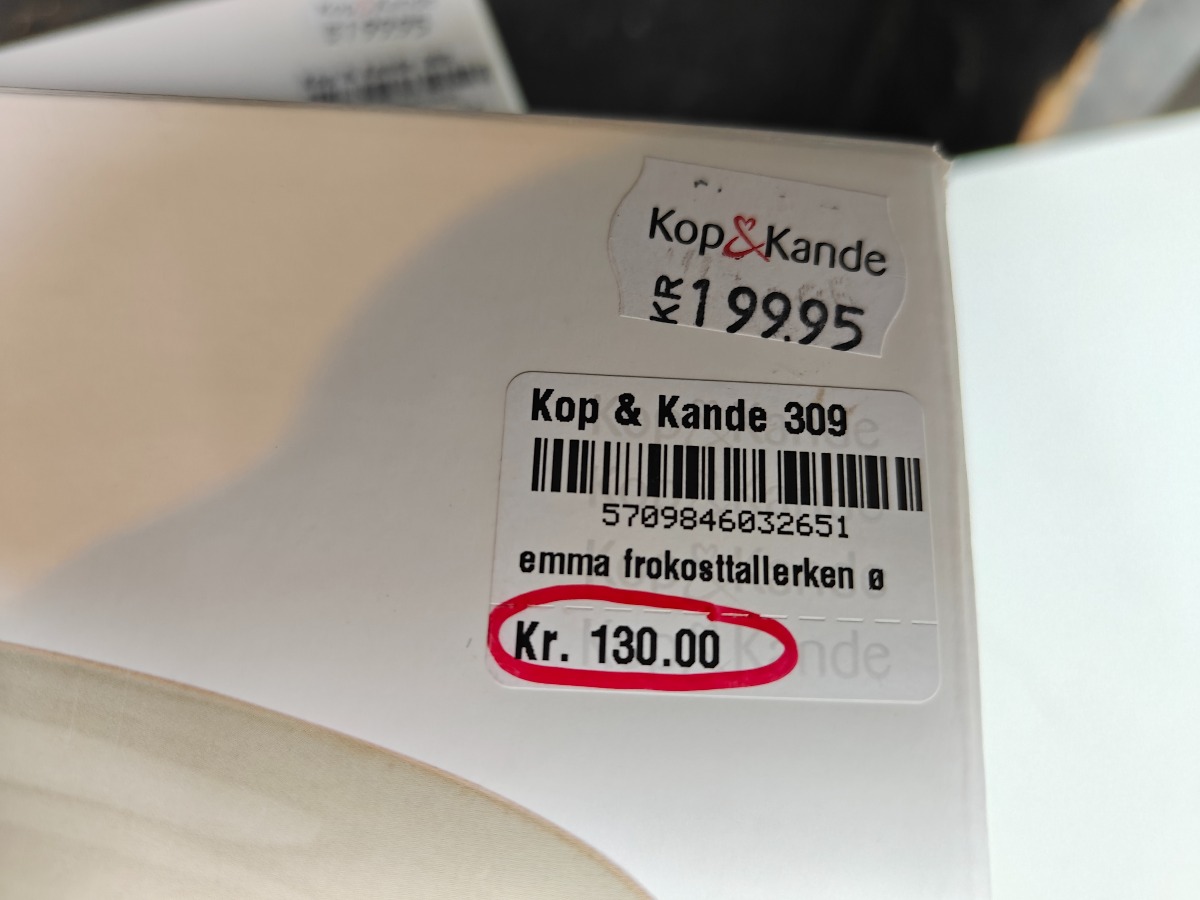 Kop & Kande
KR 199.95
Kop & Kande 309
5709846032651
emma frokosttallerken ø
Kr. 130.00